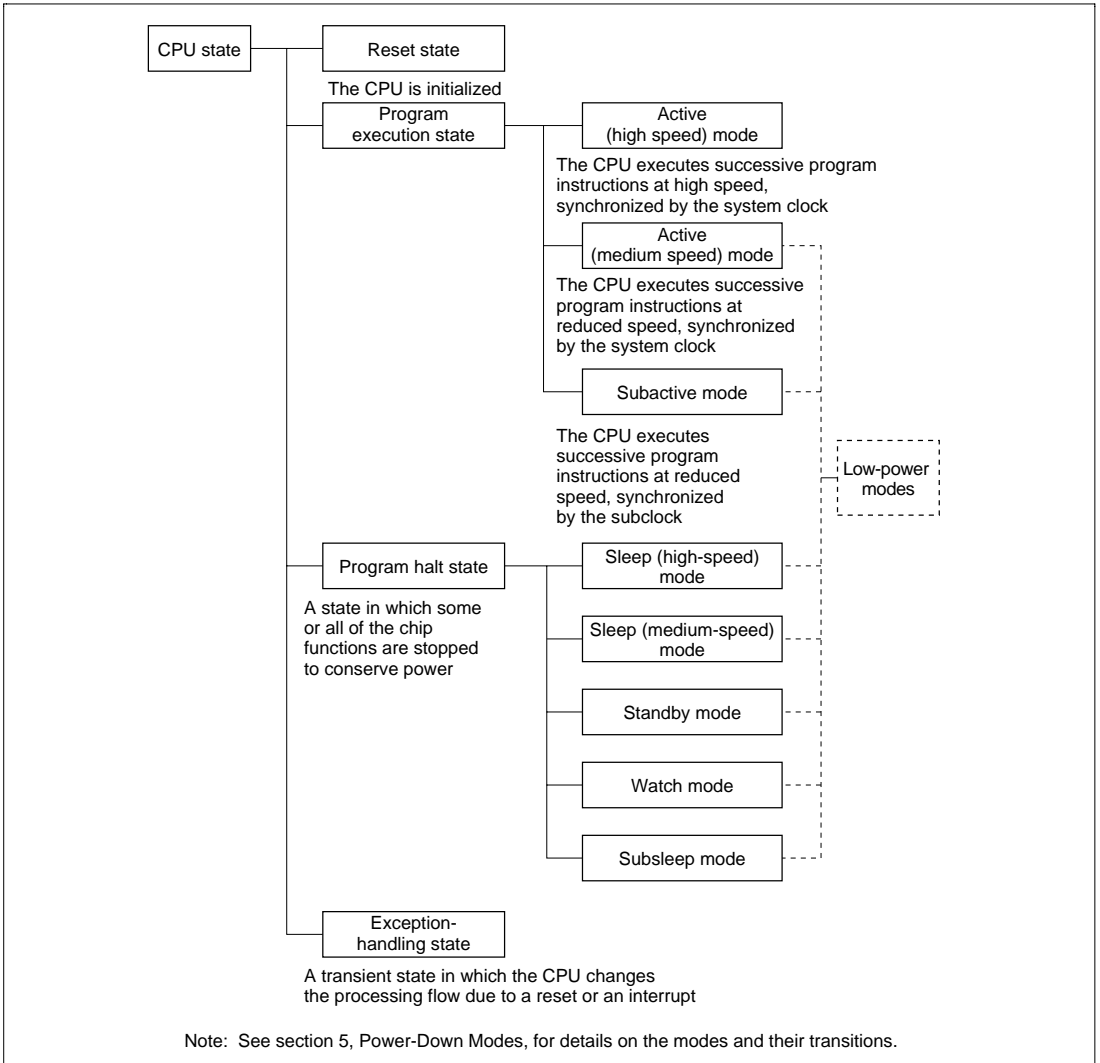 CPU state
Reset state
The CPU is initialized
Program
execution state
Active
(high speed) mode
The CPU executes successive program
instructions at high speed,
synchronized by the system clock
Active
(medium speed) mode
The CPU executes successive
program instructions at
reduced speed, synchronized
by the system clock
Subactive mode
The CPU executes
successive program
instructions at reduced
speed, synchronized
by the subclock
Low-power
modes
Program halt state
A state in which some
or all of the chip
functions are stopped
to conserve power
Sleep (high-speed)
mode
Sleep (medium-speed)
mode
Standby mode
Watch mode
Subsleep mode
Exception-
handling state
A transient state in which the CPU changes
the processing flow due to a reset or an interrupt
Note: See section 5, Power-Down Modes, for details on the modes and their transitions.